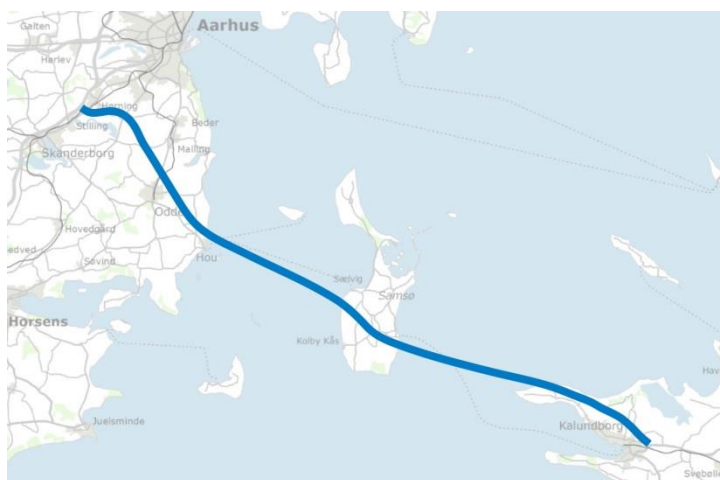 Galten
Aarhus
Harlev
Hørning
Stilling
Beder
Skanderborg
Malling
Odder
Hovedgård
Hou
Søvind
Sælvig
Samsø
Horsens
Kolby Kås
Juelsminde
Kalundborg
Svebølle